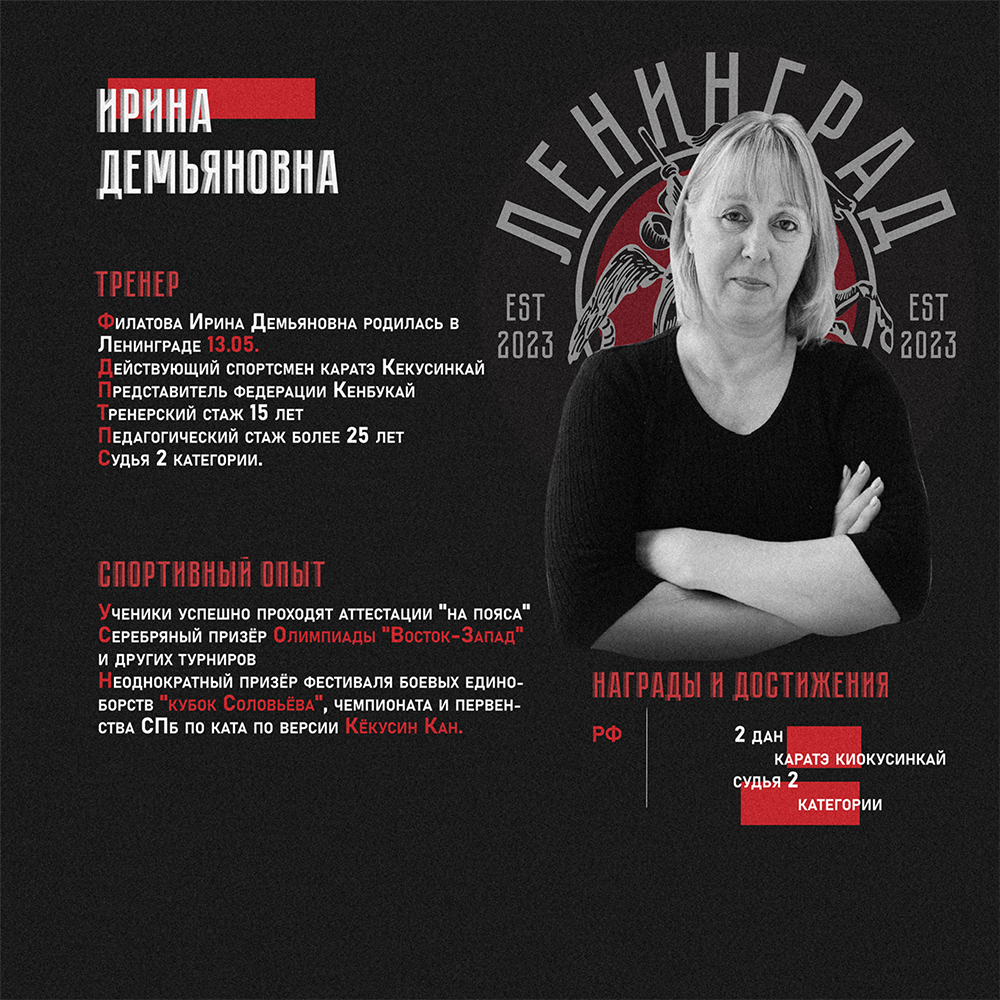 ИРИНА
ДЕМЬЯНОВНА
ЛЕНИНГРАД
EST
2023
EST
2023
ТРЕНЕР
Филатова Ирина Демьяновна родилась в
Ленинграде 13.05.
Действующий спортсмен каратэ Кекусинкай
Представитель федерации Кенбукай
Тренерский стаж 15 лет
Педагогический стаж более 25 лет
Судья 2 категории.
СПОРТИВНЫЙ ОПЫТ
Ученики успешно проходят аттестации "на пояса"
Серебряный призёр Олимпиады "Восток-Запад"
и других турниров
Неоднократный призёр фестиваля боевых едино-
борств "кубок Соловьёва", чемпионата и первен-
ства СПб по ката по версии Кёкусин Кан.
НАГРАДЫ И ДОСТИЖЕНИЯ
РФ
2 дан
каратэ киокусинкай
судья 2
категории